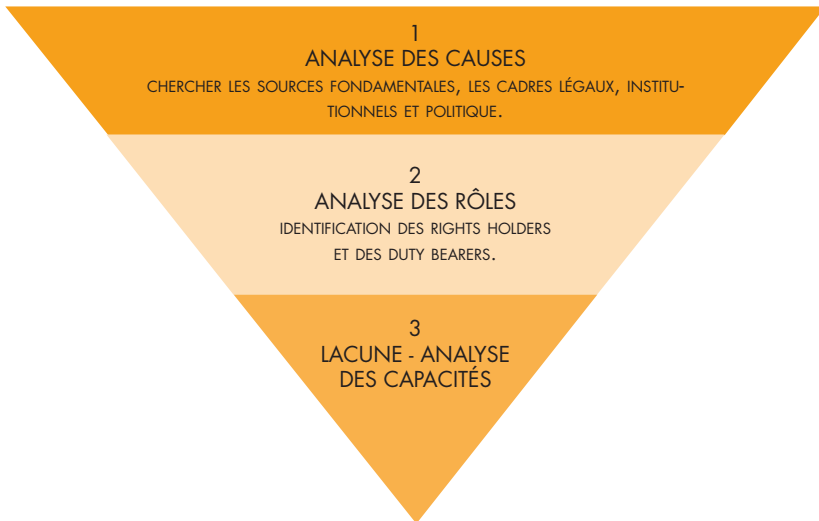 1
ANALYSE DES CAUSES
CHERCHER LES SOURCES FONDAMENTALES, LES CADRES LÉGAUX, INSTITU-
TIONNELS ET POLITIQUE.
2
ANALYSE DES RÔLES
IDENTIFICATION DES RIGHTS HOLDERS
ET DES DUTY BEARERS.
3
LACUNE - ANALYSE
DES CAPACITÉS